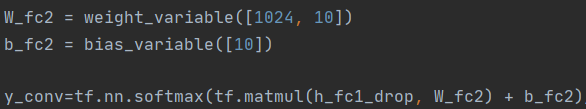 W_fc2 = weight_variable([1024, 10])
b_fc2 = bias_variable([10])
y_conv=tf.nn.softmax(tf.matmul(h_fc1_drop, W_fc2) + b_fc2)